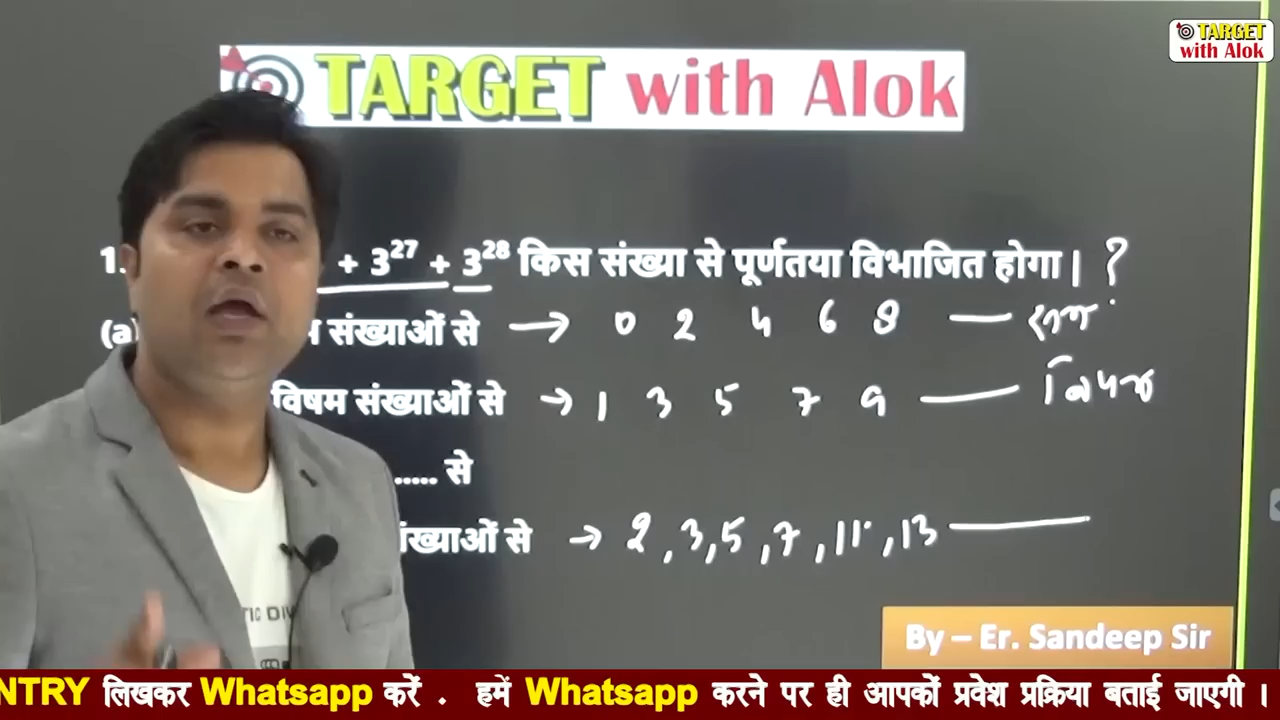 TARGET
with Alok
TARGET with Alok
1. + 3²⁷ + 3²⁸ किस संख्या से पूर्णतया विभाजित होगा | ?
(a) संख्याओं से → 0 2 4 6 8 — सम
विषम संख्याओं से → 1 3 5 7 9 — विषम
..... से
संख्याओं से → 2, 3, 5, 7, 11, 13 —
By – Er. Sandeep Sir
NTRY लिखकर Whatsapp करें . हमें Whatsapp करने पर ही आपकों प्रवेश प्रक्रिया बताई जाएगी ।